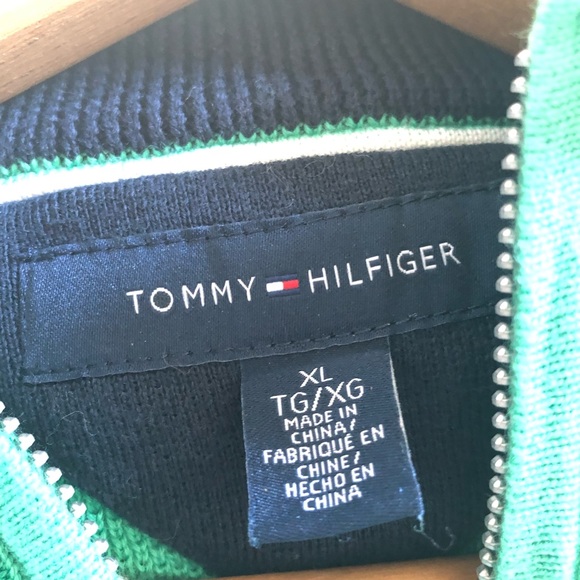 TOMMY HILFIGER
XL
TG/XG
MADE IN
CHINA/
FABRIQUÉ EN
CHINE/
HECHO EN
CHINA